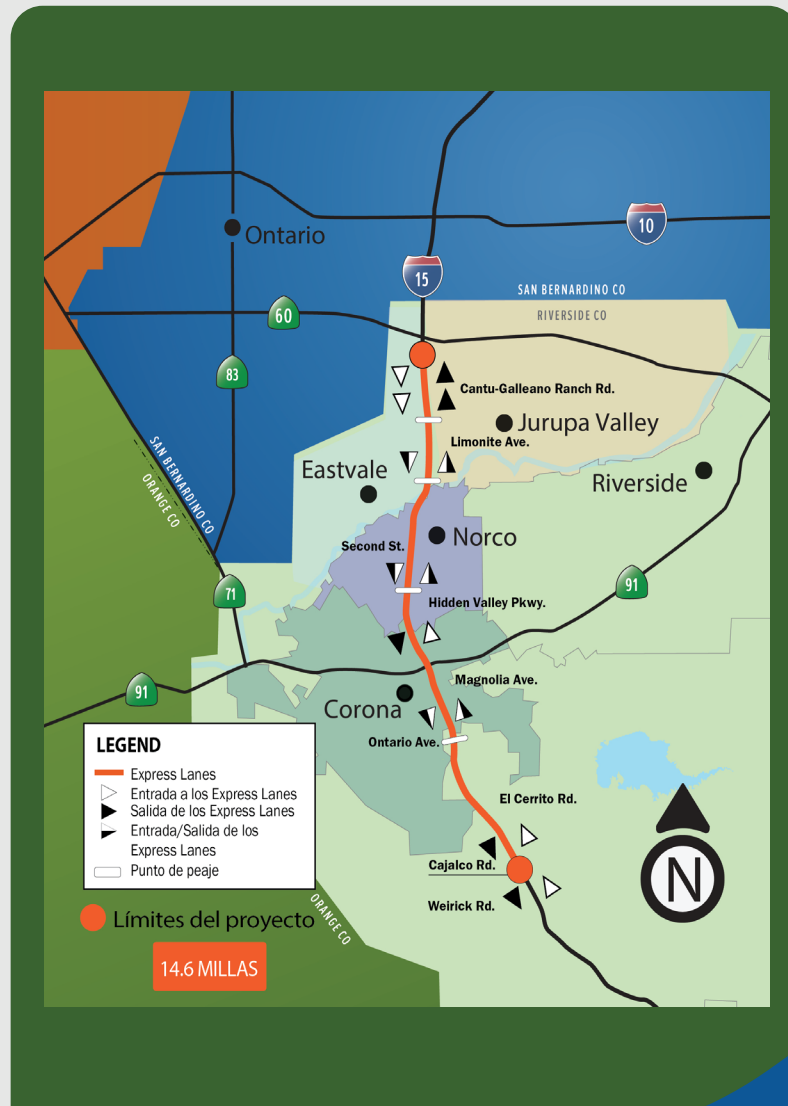 10
Ontario
15
SAN BERNARDINO CO
RIVERSIDE CO
60
83
Cantu-Galleano Ranch Rd.
Jurupa Valley
Limonite Ave.
SAN BERNARDINO CO
ORANGE CO
Eastvale
Riverside
Second St.
Norco
71
91
Hidden Valley Pkwy.
91
Magnolia Ave.
Corona
Ontario Ave.
LEGEND
Express Lanes
Entrada a los Express Lanes
Salida de los Express Lanes
Entrada/Salida de los
Express Lanes
Punto de peaje
El Cerrito Rd.
Cajalco Rd.
Weirick Rd.
N
ORANGE CO
Límites del proyecto
14.6 MILLAS